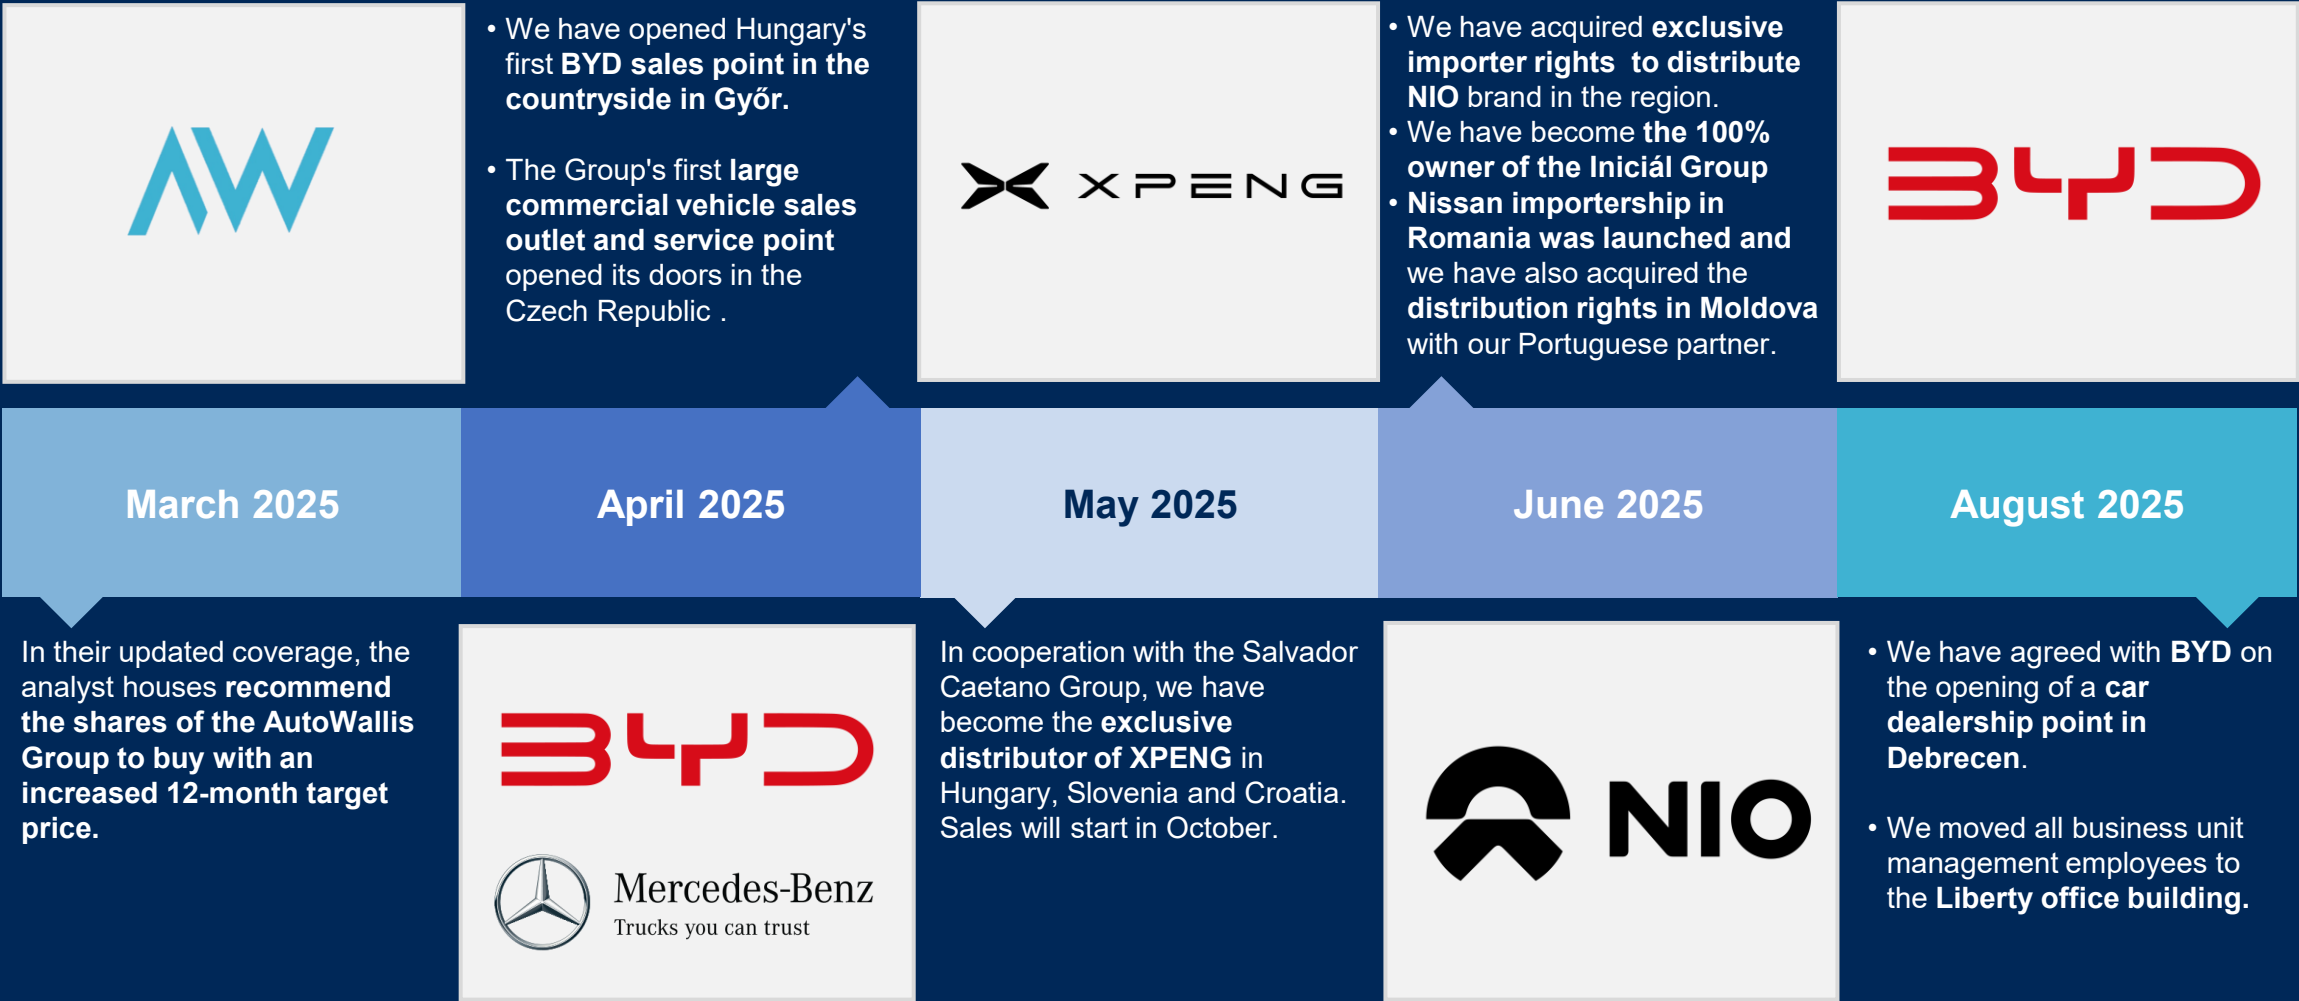 AW
• We have opened Hungary's
first BYD sales point in the
countryside in Győr.
• The Group's first large
commercial vehicle sales
outlet and service point
opened its doors in the
Czech Republic .
XPENG
• We have acquired exclusive
importer rights  to distribute
NIO brand in the region.
• We have become the 100%
owner of the Iniciál Group
• Nissan importership in
Romania was launched and
we have also acquired the
distribution rights in Moldova
with our Portuguese partner.
BYD
March 2025
April 2025
May 2025
June 2025
August 2025
In their updated coverage, the
analyst houses recommend
the shares of the AutoWallis
Group to buy with an
increased 12-month target
price.
BYD
Mercedes-Benz
Trucks you can trust
In cooperation with the Salvador
Caetano Group, we have
become the exclusive
distributor of XPENG in
Hungary, Slovenia and Croatia.
Sales will start in October.
NIO
• We have agreed with BYD on
the opening of a car
dealership point in
Debrecen.
• We moved all business unit
management employees to
the Liberty office building.